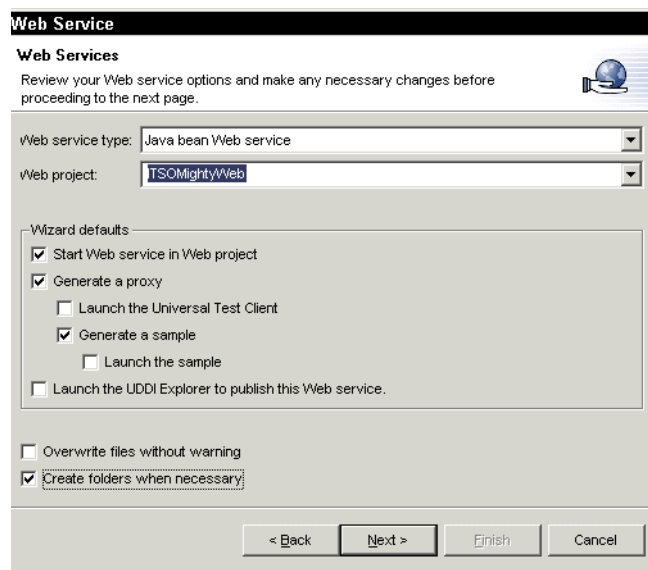 Web Service
Web Services
Review your Web service options and make any necessary changes before
proceeding to the next page.
Web service type: Java bean Web service
Web project: ITSOMightyWeb
Wizard defaults
Start Web service in Web project
Generate a proxy
Launch the Universal Test Client
Generate a sample
Launch the sample
Launch the UDDI Explorer to publish this Web service.
Overwrite files without warning
Create folders when necessary
< Back Next > Finish Cancel